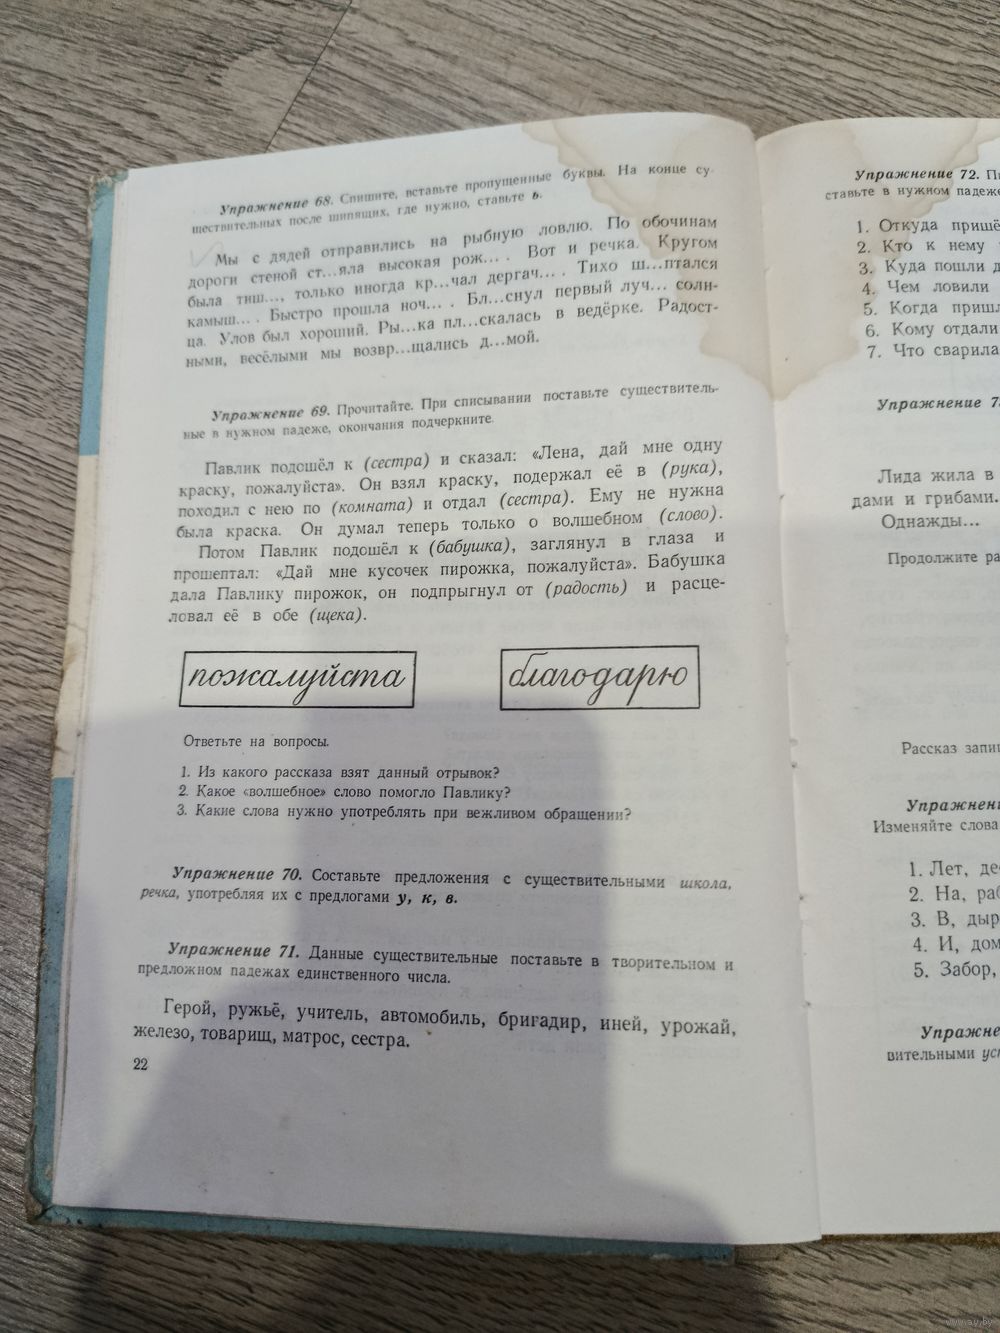 Упражнение 68. Спишите, вставьте пропущенные буквы. На конце су-
ществительных после шипящих, где нужно, ставьте ь.
Мы с дядей отправились на рыбную ловлю. По обочинам
дороги стеной ст...яла высокая рож... . Вот и речка. Кругом
была тиш..., только иногда кр...чал дергач... . Тихо ш...птался
камыш... . Быстро прошла ноч... . Бл...снул первый луч... солн-
ца. Улов был хороший. Ры...ка пл...скалась в ведёрке. Радост-
ными, весёлыми мы возвр...щались д...мой.
Упражнение 69. Прочитайте. При списывании поставьте существитель-
ные в нужном падеже, окончания подчеркните.
Павлик подошёл к (сестра) и сказал: «Лена, дай мне одну
краску, пожалуйста». Он взял краску, подержал её в (рука),
походил с нею по (комната) и отдал (сестра). Ему не нужна
была краска. Он думал теперь только о волшебном (слово).
Потом Павлик подошёл к (бабушка), заглянул в глаза и
прошептал: «Дай мне кусочек пирожка, пожалуйста». Бабушка
дала Павлику пирожок, он подпрыгнул от (радость) и расце-
ловал её в обе (щека).
пожалуйста
благодарю
Ответьте на вопросы.
1. Из какого рассказа взят данный отрывок?
2. Какое «волшебное» слово помогло Павлику?
3. Какие слова нужно употреблять при вежливом обращении?
Упражнение 70. Составьте предложения с существительными школа,
речка, употребляя их с предлогами у, к, в.
Упражнение 71. Данные существительные поставьте в творительном и
предложном падежах единственного числа.
Герой, ружьё, учитель, автомобиль, бригадир, иней, урожай,
железо, товарищ, матрос, сестра.
22
Упражнение 72.
ставьте в нужном
1. Откуда
2. Кто к нему
3. Куда пошли
4. Чем ловили
5. Когда
6. Кому отдали
7. Что сварила
Упражнение
Лида жила в
дами и грибами.
Однажды...
Продолжите
Рассказ
Изменяйте слова
1. Лет,
2. На,
3. В,
4. И,
5. Забор,
вительными
www.ay.by